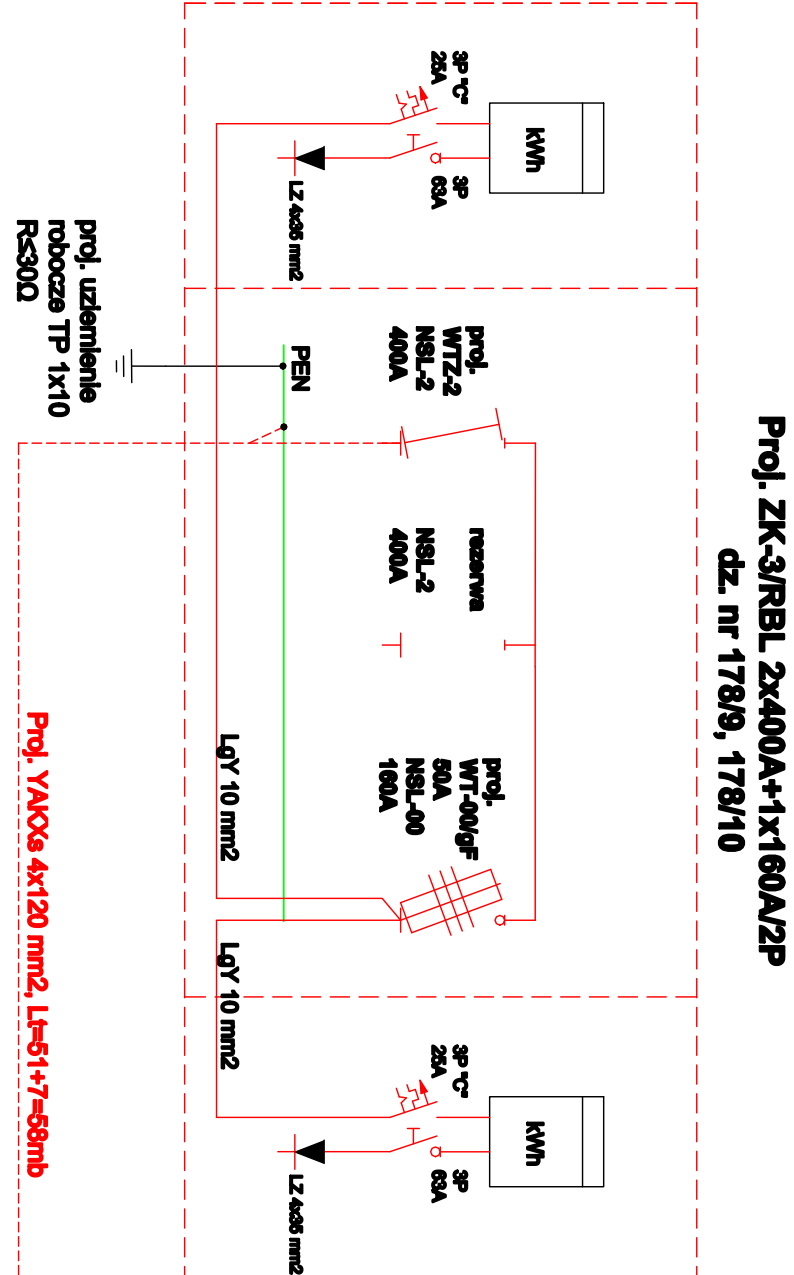 Proj. ZK-3/RBL 2x400A+1x160A/2P
dz. nr 178/9, 178/10
kWh
3P "C"
25A
3P
63A
LZ 4x35 mm2
proj.
WTZ-2
NSL-2
400A
rezerwa
NSL-2
400A
proj.
WT-00/gF
50A
NSL-00
160A
kWh
3P "C"
25A
3P
63A
LZ 4x35 mm2
PEN
LgY 10 mm2
LgY 10 mm2
proj. uziemienie
robocze TP 1x10
R≤30Ω
Proj. YAKXs 4x120 mm2, Lt=51+7=58mb